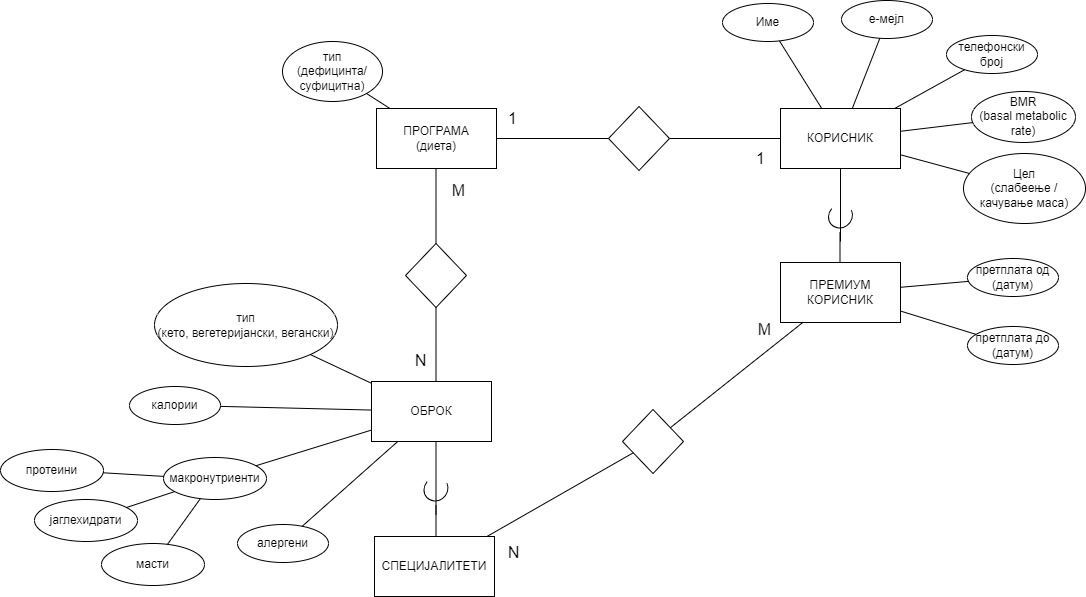 Име
е-мејл
тип
(дефицинта/
суфицитна)
телефонски
број
ПРОГРАМА
(диета)
1
КОРИСНИК
1
BMR
(basal metabolic
rate)
М
Цел
(слабеење /
качување маса)
ПРЕМИУМ
КОРИСНИК
претплата од
(датум)
тип
(кето, вегетеријански, вегански)
М
претплата до
(датум)
N
калории
ОБРОК
протеини
макронутриенти
јаглехидрати
алергени
N
масти
СПЕЦИЈАЛИТЕТИ